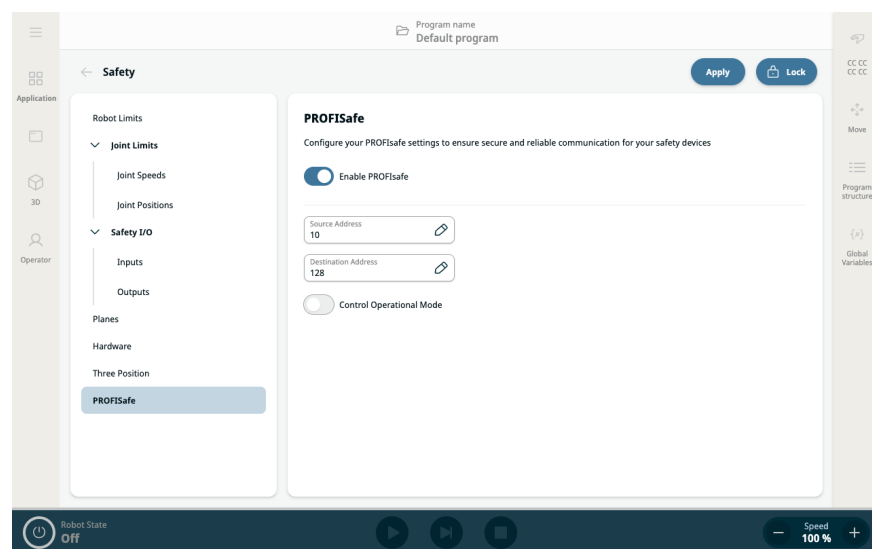 Program name
Default program
Safety
Apply
Lock
Application
3D
Operator
Robot Limits
Joint Limits
Joint Speeds
Joint Positions
Safety I/O
Inputs
Outputs
Planes
Hardware
Three Position
PROFISafe
PROFISafe
Configure your PROFIsafe settings to ensure secure and reliable communication for your safety devices
Enable PROFIsafe
Source Address
10
Destination Address
128
Control Operational Mode
CC CC
CC CC
Move
Program
structure
Global
Variables
Robot State
Off
Speed
100 %